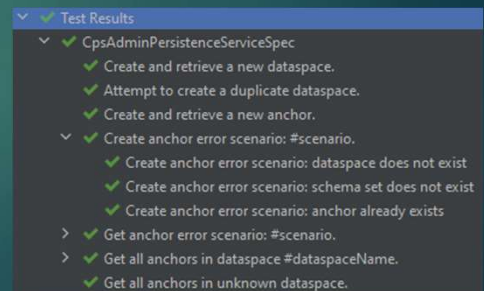 Test Results
CpsAdminPersistenceServiceSpec
Create and retrieve a new dataspace.
Attempt to create a duplicate dataspace.
Create and retrieve a new anchor.
Create anchor error scenario: #scenario.
Create anchor error scenario: dataspace does not exist
Create anchor error scenario: schema set does not exist
Create anchor error scenario: anchor already exists
Get anchor error scenario: #scenario.
Get all anchors in dataspace #dataspaceName.
Get all anchors in unknown dataspace.